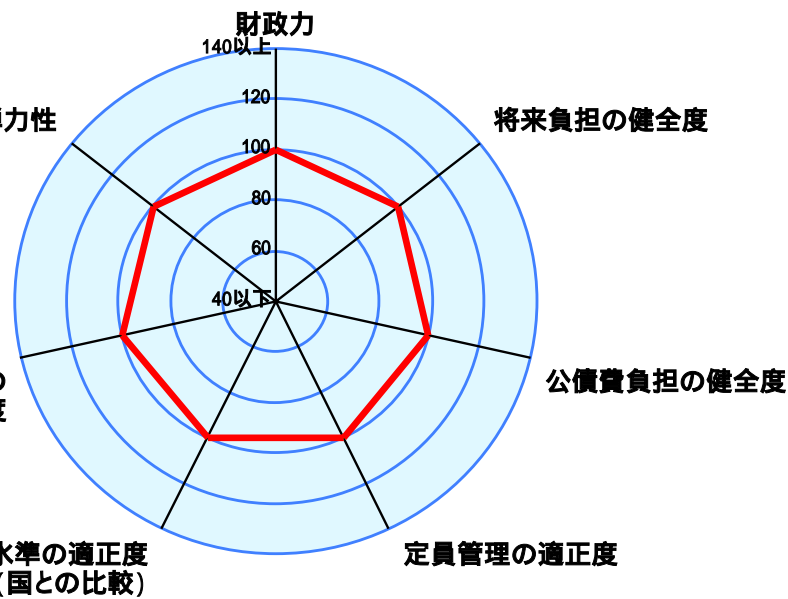 財政力
140以上
120
力性
将来負担の健全度
100
80
60
40以下
の
公債費負担の健全度
度
水準の適正度
定員管理の適正度
(国との比較)